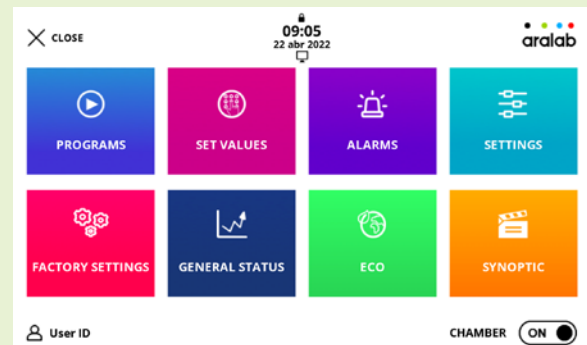 CLOSE
09:05
22 abr 2022
aralab
PROGRAMS
SET VALUES
ALARMS
SETTINGS
FACTORY SETTINGS
GENERAL STATUS
ECO
SYNOPTIC
User ID
CHAMBER
ON